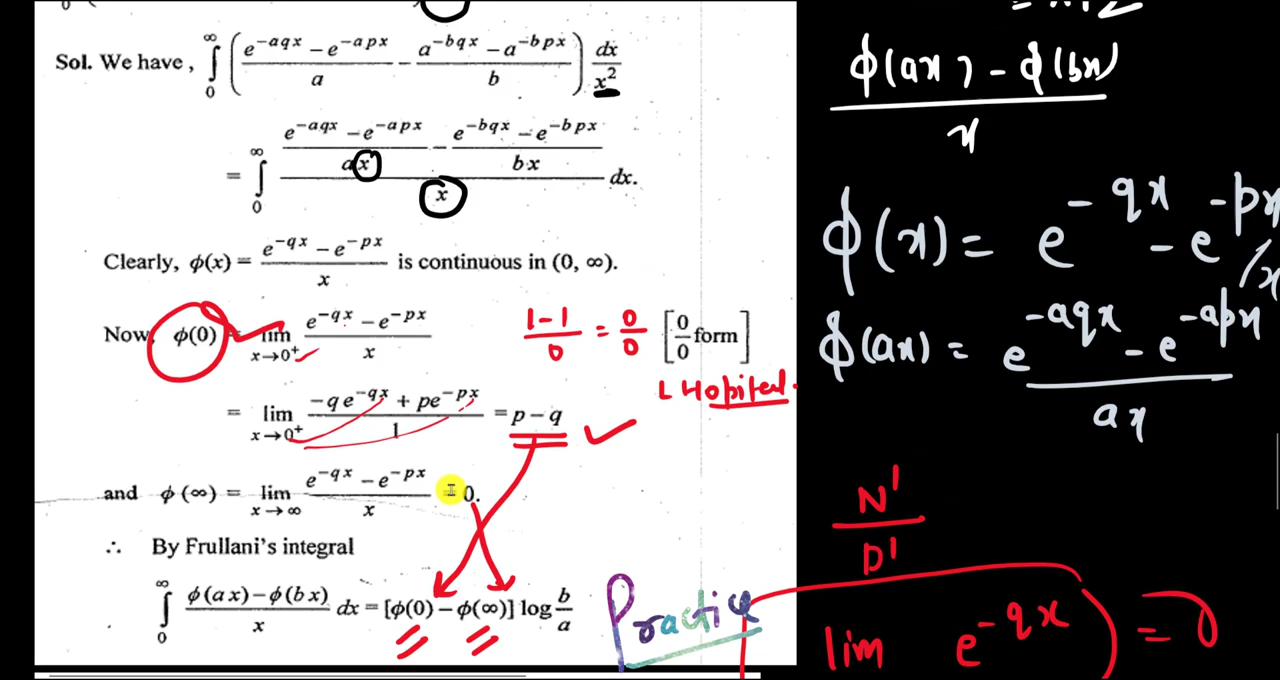 Sol. We have, ∫₀^∞ ( (e^{-aqx} – e^{-apx})/a – (a^{-bqx} – a^{-bpx})/b ) dx/x²
= ∫₀^∞ ( (e^{-aqx} – e^{-apx})/(ax) – (e^{-bqx} – e^{-bpx})/(bx) )/x dx.
Clearly, φ(x) = (e^{-qx} – e^{-px})/x is continuous in (0, ∞).
Now, φ(0) = lim_{x→0⁺} (e^{-qx} – e^{-px})/x
(1-1)/0 = 0/0 [0/0 form]
L Hopital.
= lim_{x→0⁺} (-qe^{-qx} + pe^{-px})/1 = p – q
and φ(∞) = lim_{x→∞} (e^{-qx} – e^{-px})/x = 0.
∴ By Frullani's integral
∫₀^∞ (φ(ax) – φ(bx))/x dx = [φ(0) – φ(∞)] log b/a
Practice
(φ(ax) - φ(bx))/x
φ(x) = e^{-qx} - e^{-px} /x
φ(ax) = (e^{-aqx} - e^{-apx})/ax
N'/D'
lim e^{-qx} ) = 0